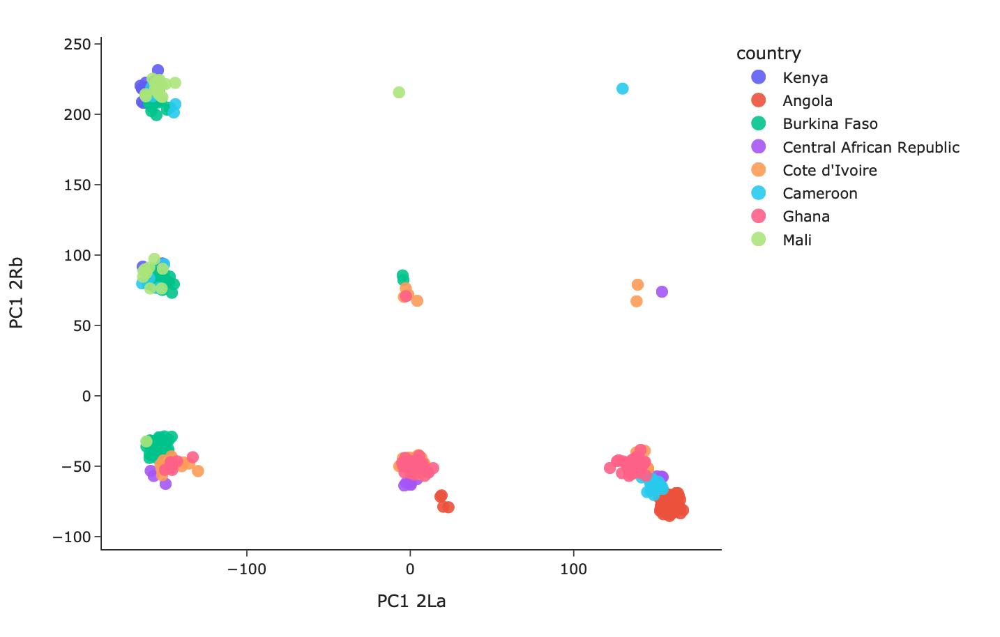 country
Kenya
Angola
Burkina Faso
Central African Republic
Cote d'Ivoire
Cameroon
Ghana
Mali
PC1 2Rb
250
200
150
100
50
0
−50
−100
−100
0
100
PC1 2La